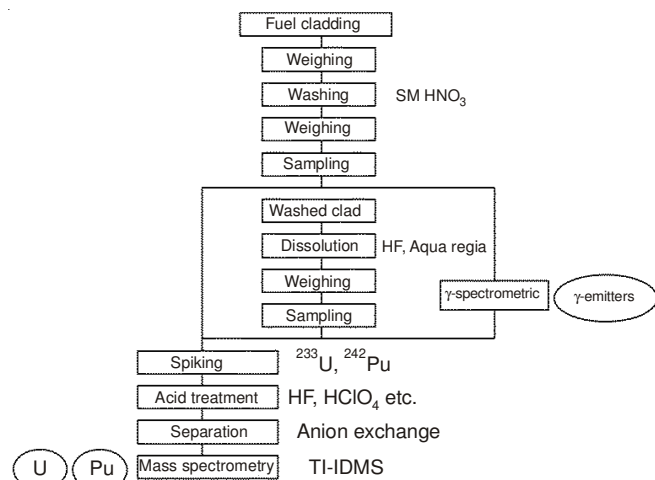 Fuel cladding
Weighing
Washing SM HNO₃
Weighing
Sampling
Washed clad
Dissolution HF, Aqua regia
Weighing
γ-spectrometric γ-emitters
Sampling
Spiking ²³³U, ²⁴²Pu
Acid treatment HF, HClO₄ etc.
Separation Anion exchange
U Pu Mass spectrometry TI-IDMS